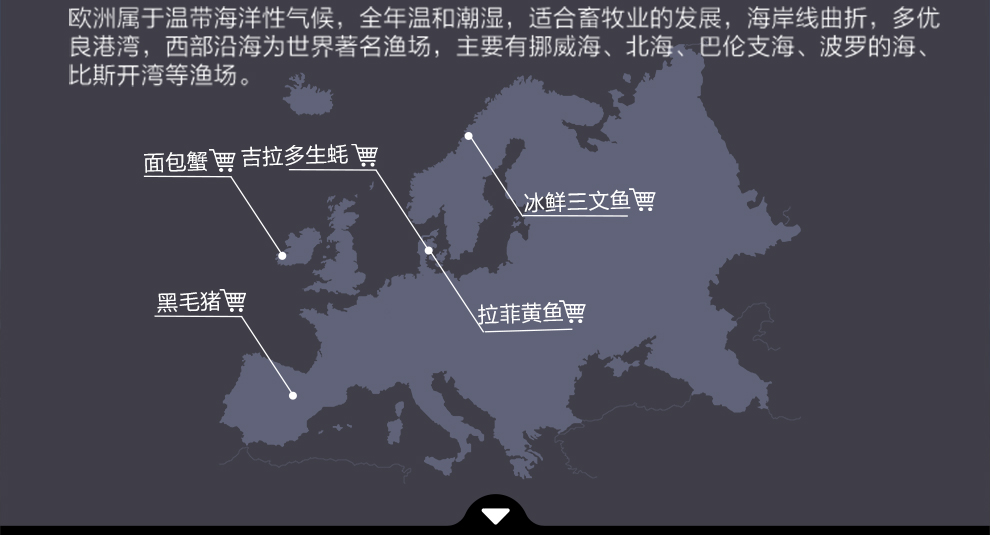 欧洲属于温带海洋性气候，全年温和潮湿，适合畜牧业的发展，海岸线曲折，多优
良港湾，西部沿海为世界著名渔场，主要有挪威海、北海、巴伦支海、波罗的海、
比斯开湾等渔场。
面包蟹
吉拉多生蚝
冰鲜三文鱼
黑毛猪
拉菲黄鱼